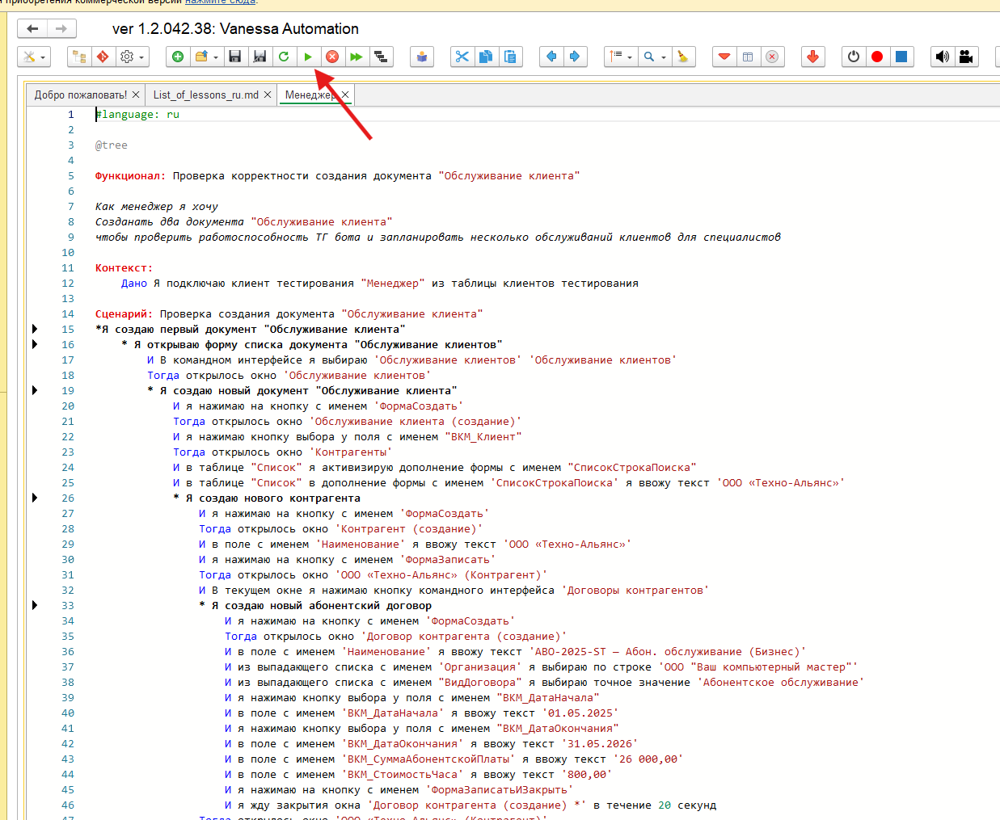 приобретения коммерческой версии нажмите сюда.
ver 1.2.042.38: Vanessa Automation
Добро пожаловать! List_of_lessons_ru.md Менеджер
1 #language: ru
2
3 @tree
4
5 Функционал: Проверка корректности создания документа "Обслуживание клиента"
6
7 Как менеджер я хочу
8 Созданать два документа "Обслуживание клиента"
9 чтобы проверить работоспособность ТГ бота и запланировать несколько обслуживаний клиентов для специалистов
10
11 Контекст:
12 Дано Я подключаю клиент тестирования "Менеджер" из таблицы клиентов тестирования
13
14 Сценарий: Проверка создания документа "Обслуживание клиента"
15 *Я создаю первый документ "Обслуживание клиента"
16 * Я открываю форму списка документа "Обслуживание клиентов"
17 И В командном интерфейсе я выбираю 'Обслуживание клиентов' 'Обслуживание клиентов'
18 Тогда открылось окно 'Обслуживание клиентов'
19 * Я создаю новый документ "Обслуживание клиента"
20 И я нажимаю на кнопку с именем 'ФормаСоздать'
21 Тогда открылось окно 'Обслуживание клиента (создание)'
22 И я нажимаю кнопку выбора у поля с именем "ВКМ_Клиент"
23 Тогда открылось окно 'Контрагенты'
24 И в таблице "Список" я активизирую дополнение формы с именем "СписокСтрокаПоиска"
25 И в таблице "Список" в дополнение формы с именем 'СписокСтрокаПоиска' я ввожу текст 'ООО «Техно-Альянс»'
26 * Я создаю нового контрагента
27 И я нажимаю на кнопку с именем 'ФормаСоздать'
28 Тогда открылось окно 'Контрагент (создание)'
29 И в поле с именем 'Наименование' я ввожу текст 'ООО «Техно-Альянс»'
30 И я нажимаю на кнопку с именем 'ФормаЗаписать'
31 Тогда открылось окно 'ООО «Техно-Альянс» (Контрагент)'
32 И В текущем окне я нажимаю кнопку командного интерфейса 'Договоры контрагентов'
33 * Я создаю новый абонентский договор
34 И я нажимаю на кнопку с именем 'ФормаСоздать'
35 Тогда открылось окно 'Договор контрагента (создание)'
36 И в поле с именем 'Наименование' я ввожу текст 'АВО-2025-ST — Абон. обслуживание (Бизнес)'
37 И из выпадающего списка с именем 'Организация' я выбираю по строке 'ООО "Ваш компьютерный мастер"'
38 И из выпадающего списка с именем "ВидДоговора" я выбираю точное значение 'Абонентское обслуживание'
39 И я нажимаю кнопку выбора у поля с именем "ВКМ_ДатаНачала"
40 И в поле с именем 'ВКМ_ДатаНачала' я ввожу текст '01.05.2025'
41 И я нажимаю кнопку выбора у поля с именем "ВКМ_ДатаОкончания"
42 И в поле с именем 'ВКМ_ДатаОкончания' я ввожу текст '31.05.2026'
43 И в поле с именем 'ВКМ_СуммаАбонентскойПлаты' я ввожу текст '26 000,00'
44 И в поле с именем 'ВКМ_СтоимостьЧаса' я ввожу текст '800,00'
45 И я нажимаю на кнопку с именем 'ФормаЗаписатьИЗакрыть'
46 И я жду закрытия окна 'Договор контрагента (создание) *' в течение 20 секунд
47 Тогда открылось окно 'ООО «Техно-Альянс» (Контрагент)'